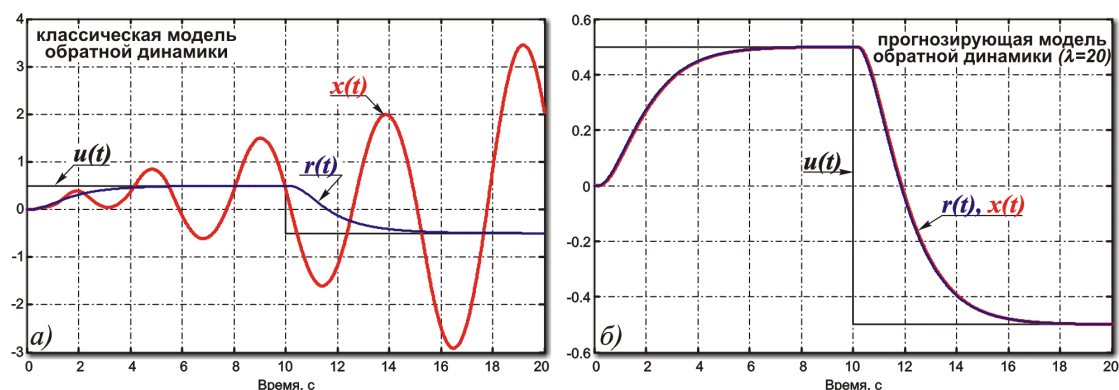 классическая модель
обратной динамики
4
3
2
1
0
-1
-2
-3
x(t)
u(t)
r(t)
а)
0 2 4 6 8 10 12 14 16 18 20
Время, с
прогнозирующая модель
обратной динамики (λ=20)
0.6
0.4
0.2
0
-0.2
-0.4
-0.6
u(t)
r(t), x(t)
б)
0 2 4 6 8 10 12 14 16 18 20
Время, с